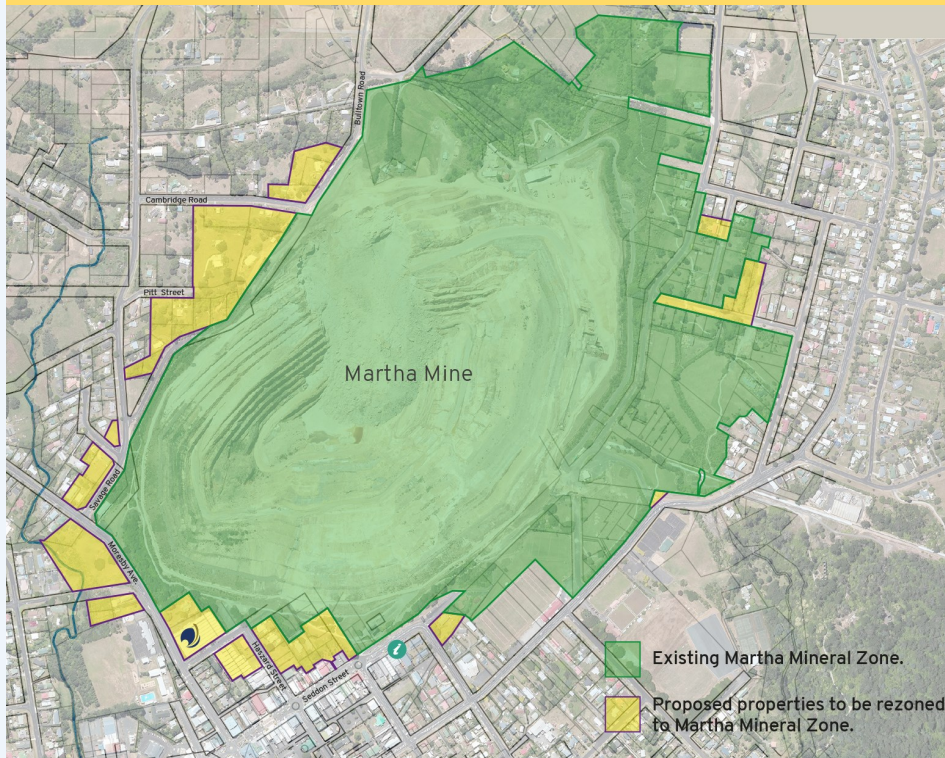 Bulltown Road
Cambridge Road
Pitt Street
Martha Mine
Savage Road
Moresby Ave.
Haszard Street
Seddon Street
i
Existing Martha Mineral Zone.
Proposed properties to be rezoned
to Martha Mineral Zone.